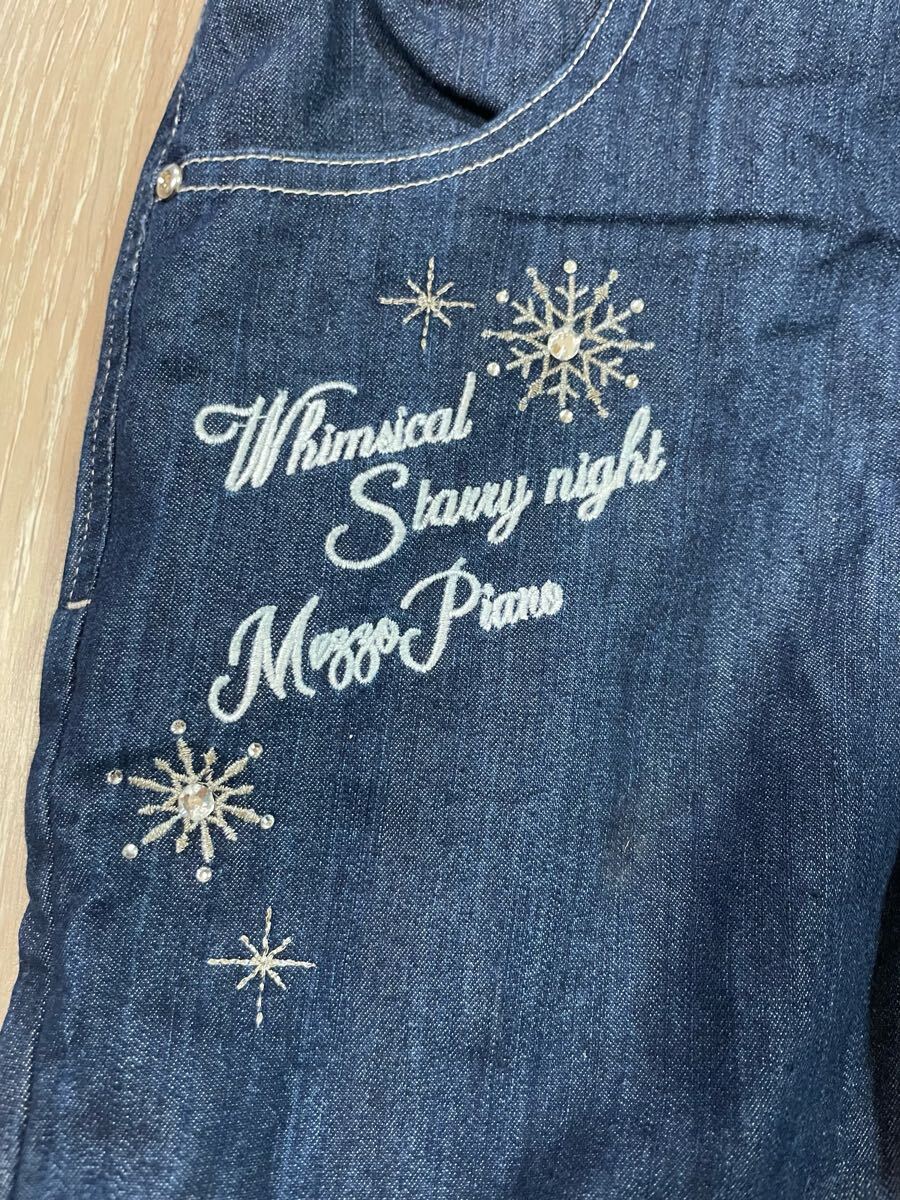 Whimsical
Starry night
Mezzo Piano